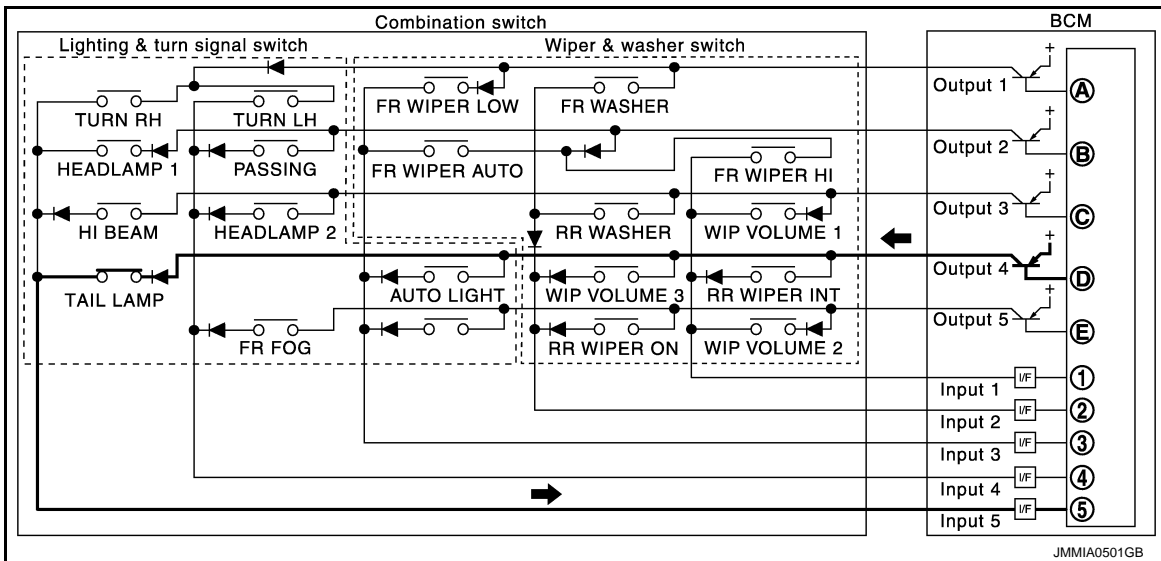 Combination switch
BCM
Lighting & turn signal switch
Wiper & washer switch
Output 1
+
A
TURN RH
TURN LH
FR WIPER LOW
FR WASHER
Output 2
+
B
HEADLAMP 1
PASSING
FR WIPER AUTO
FR WIPER HI
Output 3
+
C
HI BEAM
HEADLAMP 2
RR WASHER
WIP VOLUME 1
Output 4
+
D
TAIL LAMP
AUTO LIGHT
WIP VOLUME 3
RR WIPER INT
Output 5
+
E
FR FOG
RR WIPER ON
WIP VOLUME 2
Input 1
I/F
1
Input 2
I/F
2
Input 3
I/F
3
Input 4
I/F
4
Input 5
I/F
5
JMMIA0501GB